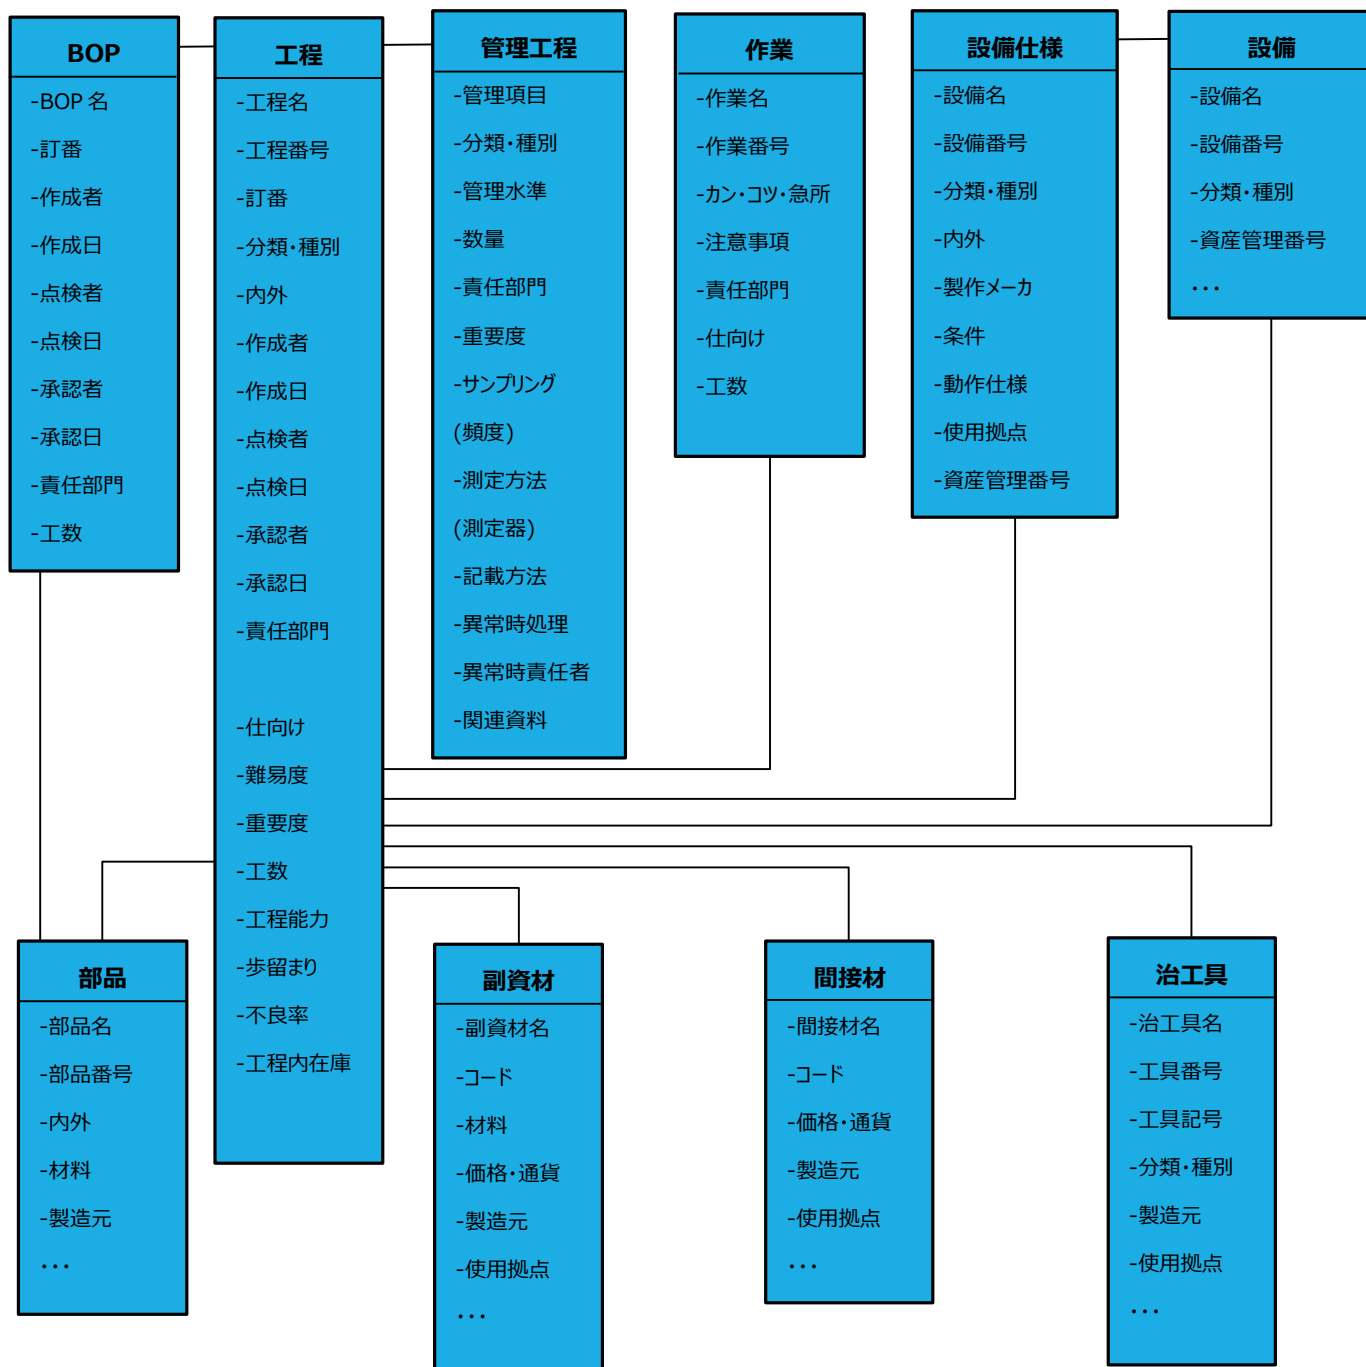 BOP
-BOP 名
-訂番
-作成者
-作成日
-点検者
-点検日
-承認者
-承認日
-責任部門
-工数
工程
-工程名
-工程番号
-訂番
-分類・種別
-内外
-作成者
-作成日
-点検者
-点検日
-承認者
-承認日
-責任部門
-仕向け
-難易度
-重要度
-工数
-工程能力
-歩留まり
-不良率
-工程内在庫
管理工程
-管理項目
-分類・種別
-管理水準
-数量
-責任部門
-重要度
-サンプリング
(頻度)
-測定方法
(測定器)
-記載方法
-異常時処理
-異常時責任者
-関連資料
作業
-作業名
-作業番号
-カン・コツ・急所
-注意事項
-責任部門
-仕向け
-工数
設備仕様
-設備名
-設備番号
-分類・種別
-内外
-製作メーカ
-条件
-動作仕様
-使用拠点
-資産管理番号
設備
-設備名
-設備番号
-分類・種別
-資産管理番号
・・・
部品
-部品名
-部品番号
-内外
-材料
-製造元
・・・
副資材
-副資材名
-コード
-材料
-価格・通貨
-製造元
-使用拠点
・・・
間接材
-間接材名
-コード
-価格・通貨
-製造元
-使用拠点
・・・
治工具
-治工具名
-工具番号
-工具記号
-分類・種別
-製造元
-使用拠点
・・・